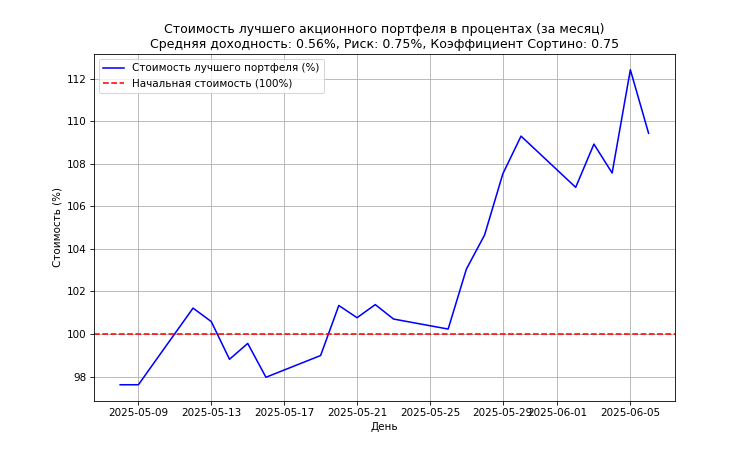 Стоимость лучшего акционного портфеля в процентах (за месяц)
Средняя доходность: 0.56%, Риск: 0.75%, Коэффициент Сортино: 0.75
Стоимость лучшего портфеля (%)
Начальная стоимость (100%)
Стоимость (%)
112
110
108
106
104
102
100
98
2025-05-09
2025-05-13
2025-05-17
2025-05-21
2025-05-25
2025-05-29
2025-06-01
2025-06-05
День